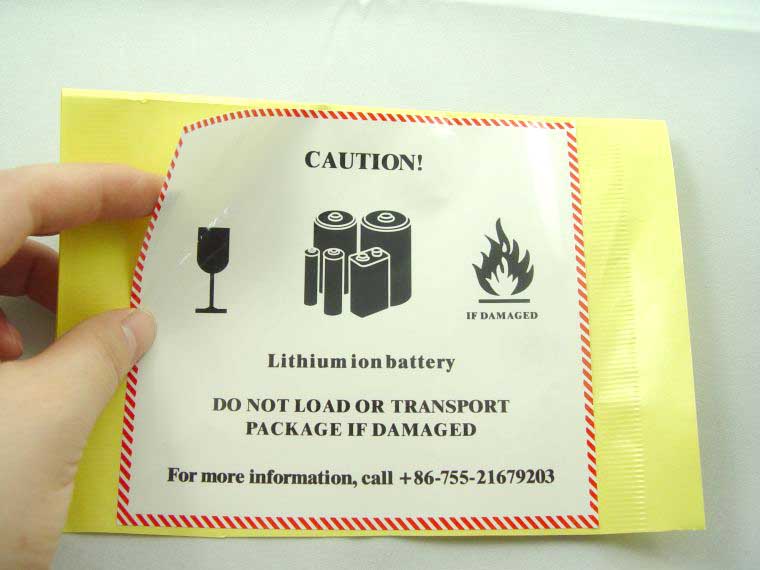 CAUTION!
IF DAMAGED
Lithium ion battery
DO NOT LOAD OR TRANSPORT
PACKAGE IF DAMAGED
For more information, call +86-755-21679203